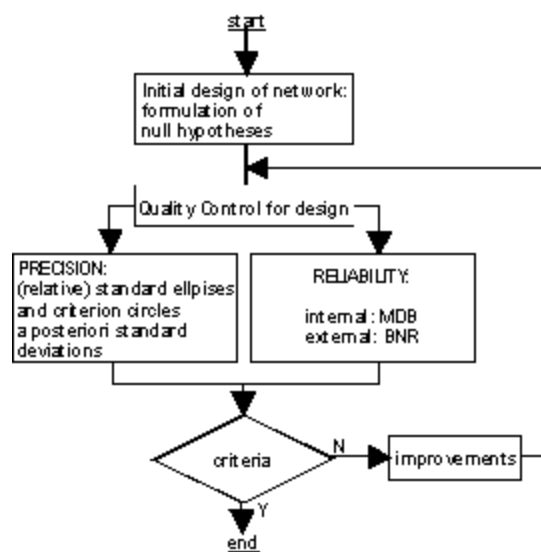 start
Initial design of network:
formulation of
null hypotheses
Quality Control for design
PRECISION:
(relative) standard ellpises
and criterion circles
a posteriori standard
deviations
RELIABILITY:
internal: MDB
external: BNR
criteria
N
improvements
Y
end